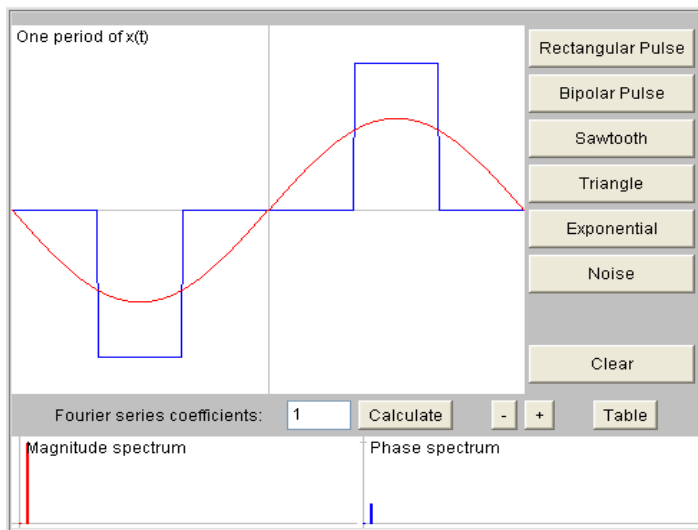 One period of x(t)
Rectangular Pulse
Bipolar Pulse
Sawtooth
Triangle
Exponential
Noise
Clear
Fourier series coefficients: 1 Calculate - + Table
Magnitude spectrum Phase spectrum